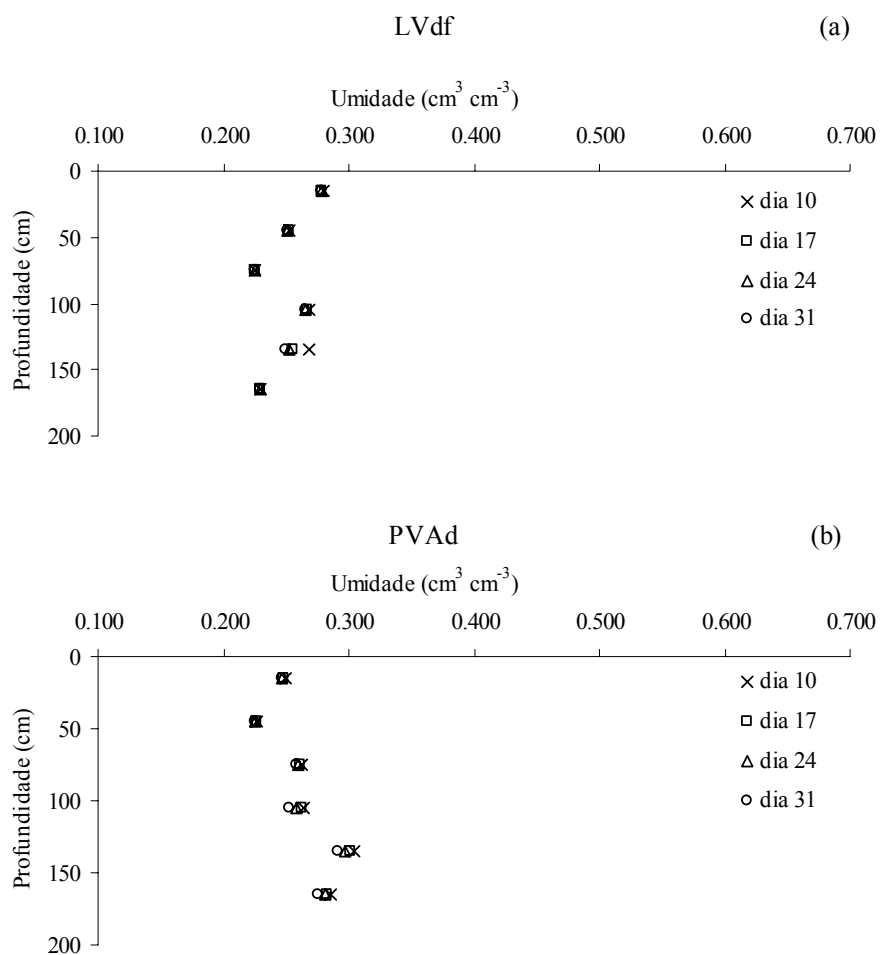 LVdf (a)
Umidade (cm³ cm⁻³)
0.100 0.200 0.300 0.400 0.500 0.600 0.700
Profundidade (cm)
0
50
100
150
200
dia 10
dia 17
dia 24
dia 31
PVAd (b)
Umidade (cm³ cm⁻³)
0.100 0.200 0.300 0.400 0.500 0.600 0.700
Profundidade (cm)
0
50
100
150
200
dia 10
dia 17
dia 24
dia 31